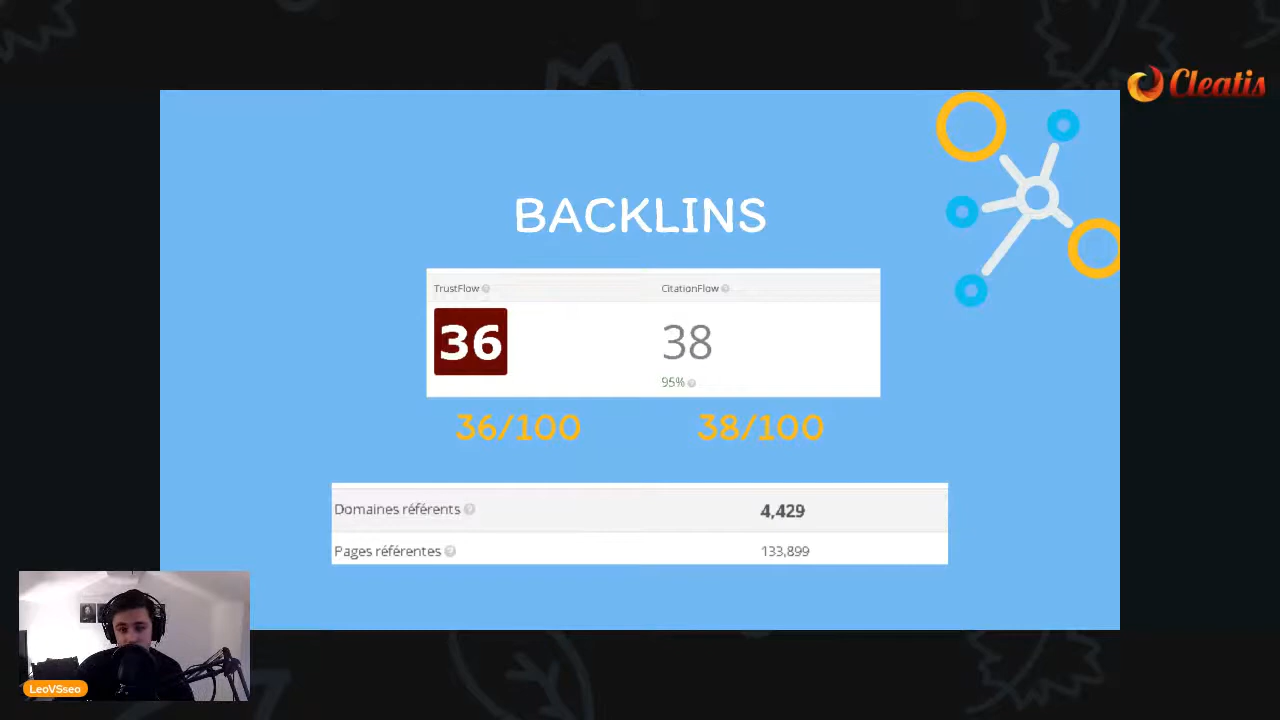 Cleatis
BACKLINS
TrustFlow CitationFlow
36 38
95%
36/100 38/100
Domaines référents 4,429
Pages référentes 133,899
LeoVSseo